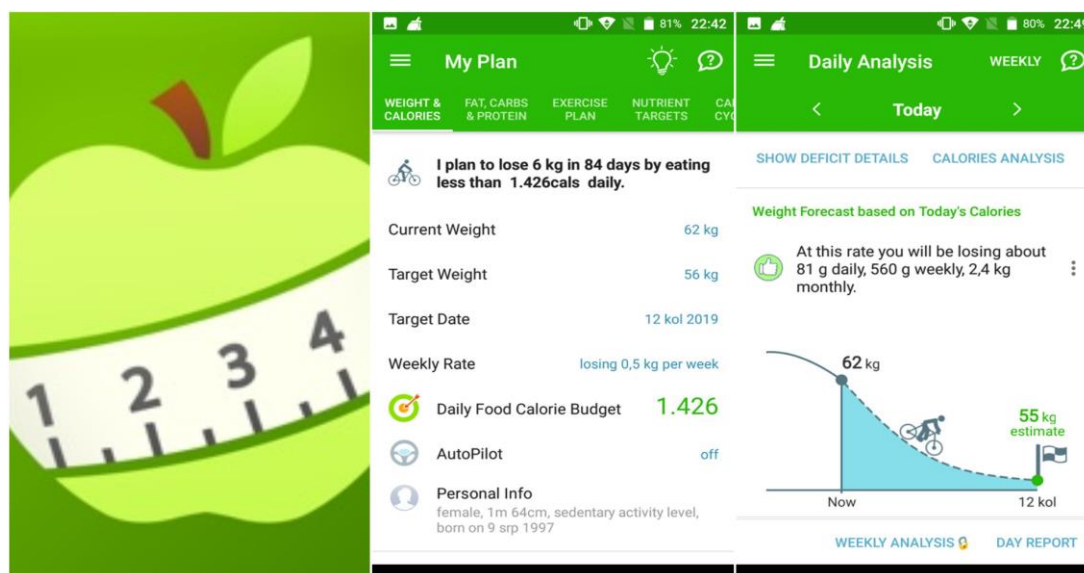 1 2 3 4
81% 22:42
My Plan
WEIGHT & CALORIES
FAT, CARBS & PROTEIN
EXERCISE PLAN
NUTRIENT TARGETS
CAI
CYC
I plan to lose 6 kg in 84 days by eating
less than 1.426cals daily.
Current Weight 62 kg
Target Weight 56 kg
Target Date 12 kol 2019
Weekly Rate losing 0,5 kg per week
Daily Food Calorie Budget 1.426
AutoPilot off
Personal Info
female, 1m 64cm, sedentary activity level,
born on 9 srp 1997
80% 22:49
Daily Analysis WEEKLY
< Today >
SHOW DEFICIT DETAILS CALORIES ANALYSIS
Weight Forecast based on Today's Calories
At this rate you will be losing about
81 g daily, 560 g weekly, 2,4 kg
monthly.
62 kg
55 kg
estimate
Now 12 kol
WEEKLY ANALYSIS DAY REPORT